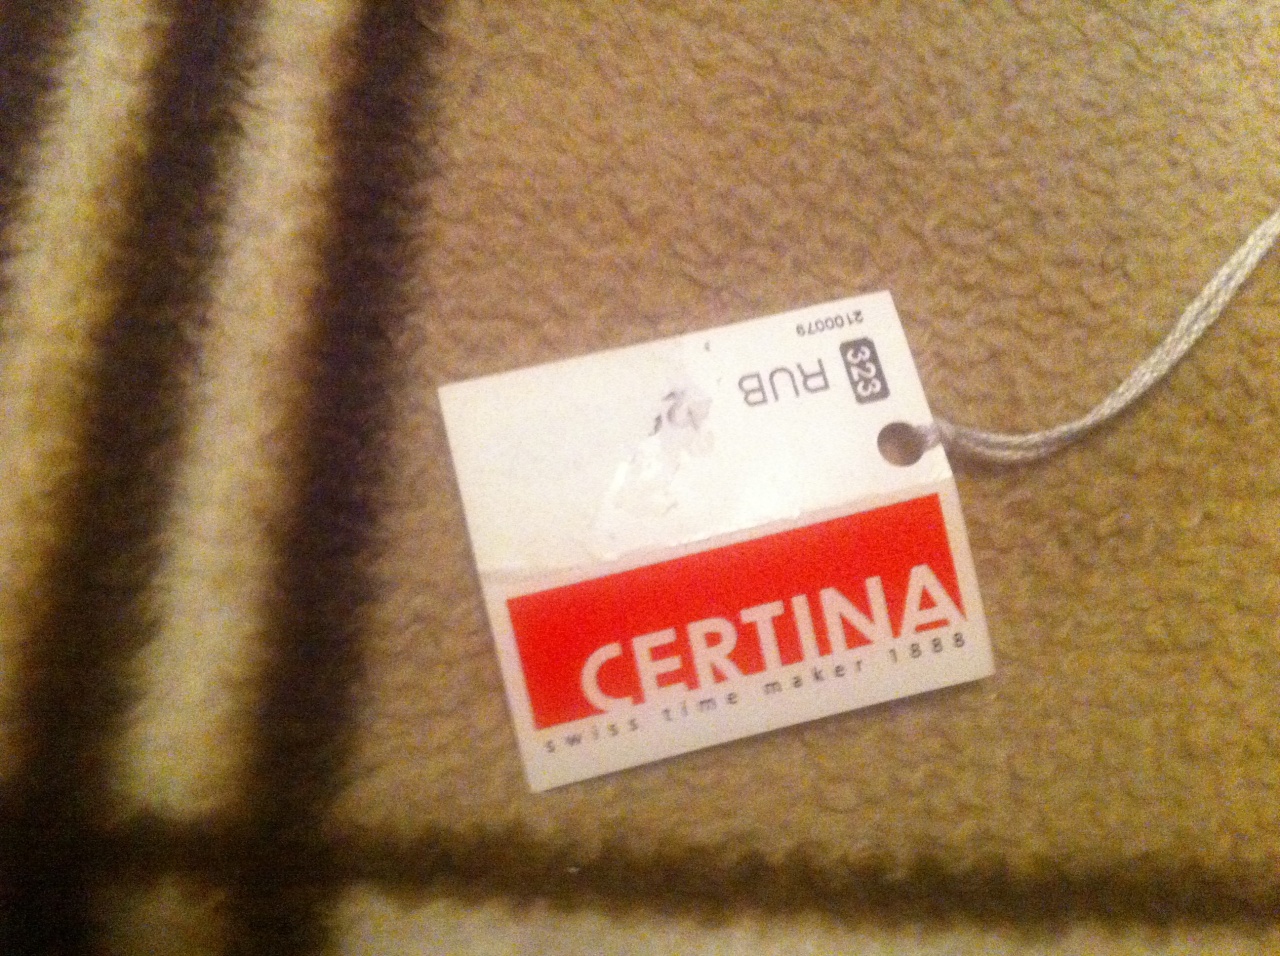 2100079
323
RUB
CERTINA
swiss time maker 1888